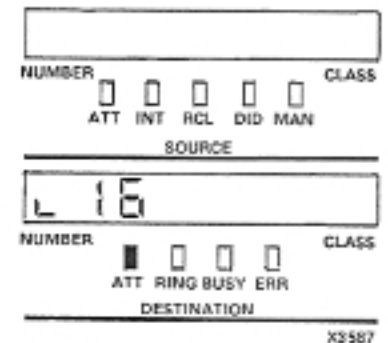 NUMBER CLASS
ATT INT RCL DID MAN
SOURCE
L 16
NUMBER CLASS
ATT RING BUSY ERR
DESTINATION
X3587